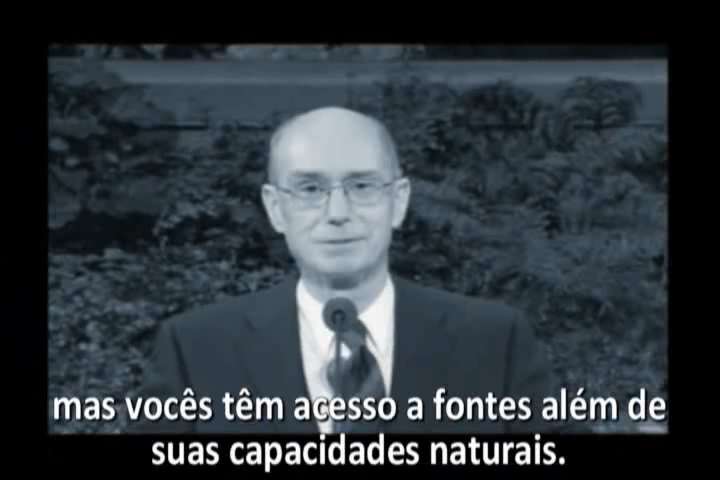 mas vocês têm acesso a fontes além de
suas capacidades naturais.